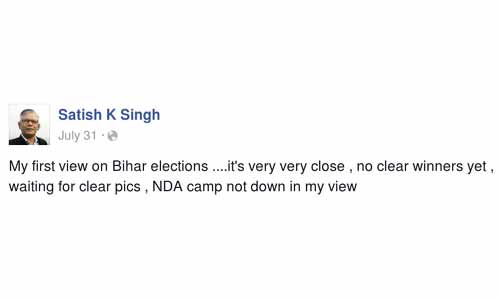 Satish K Singh
July 31 ·
My first view on Bihar elections ....it's very very close , no clear winners yet ,
waiting for clear pics , NDA camp not down in my view